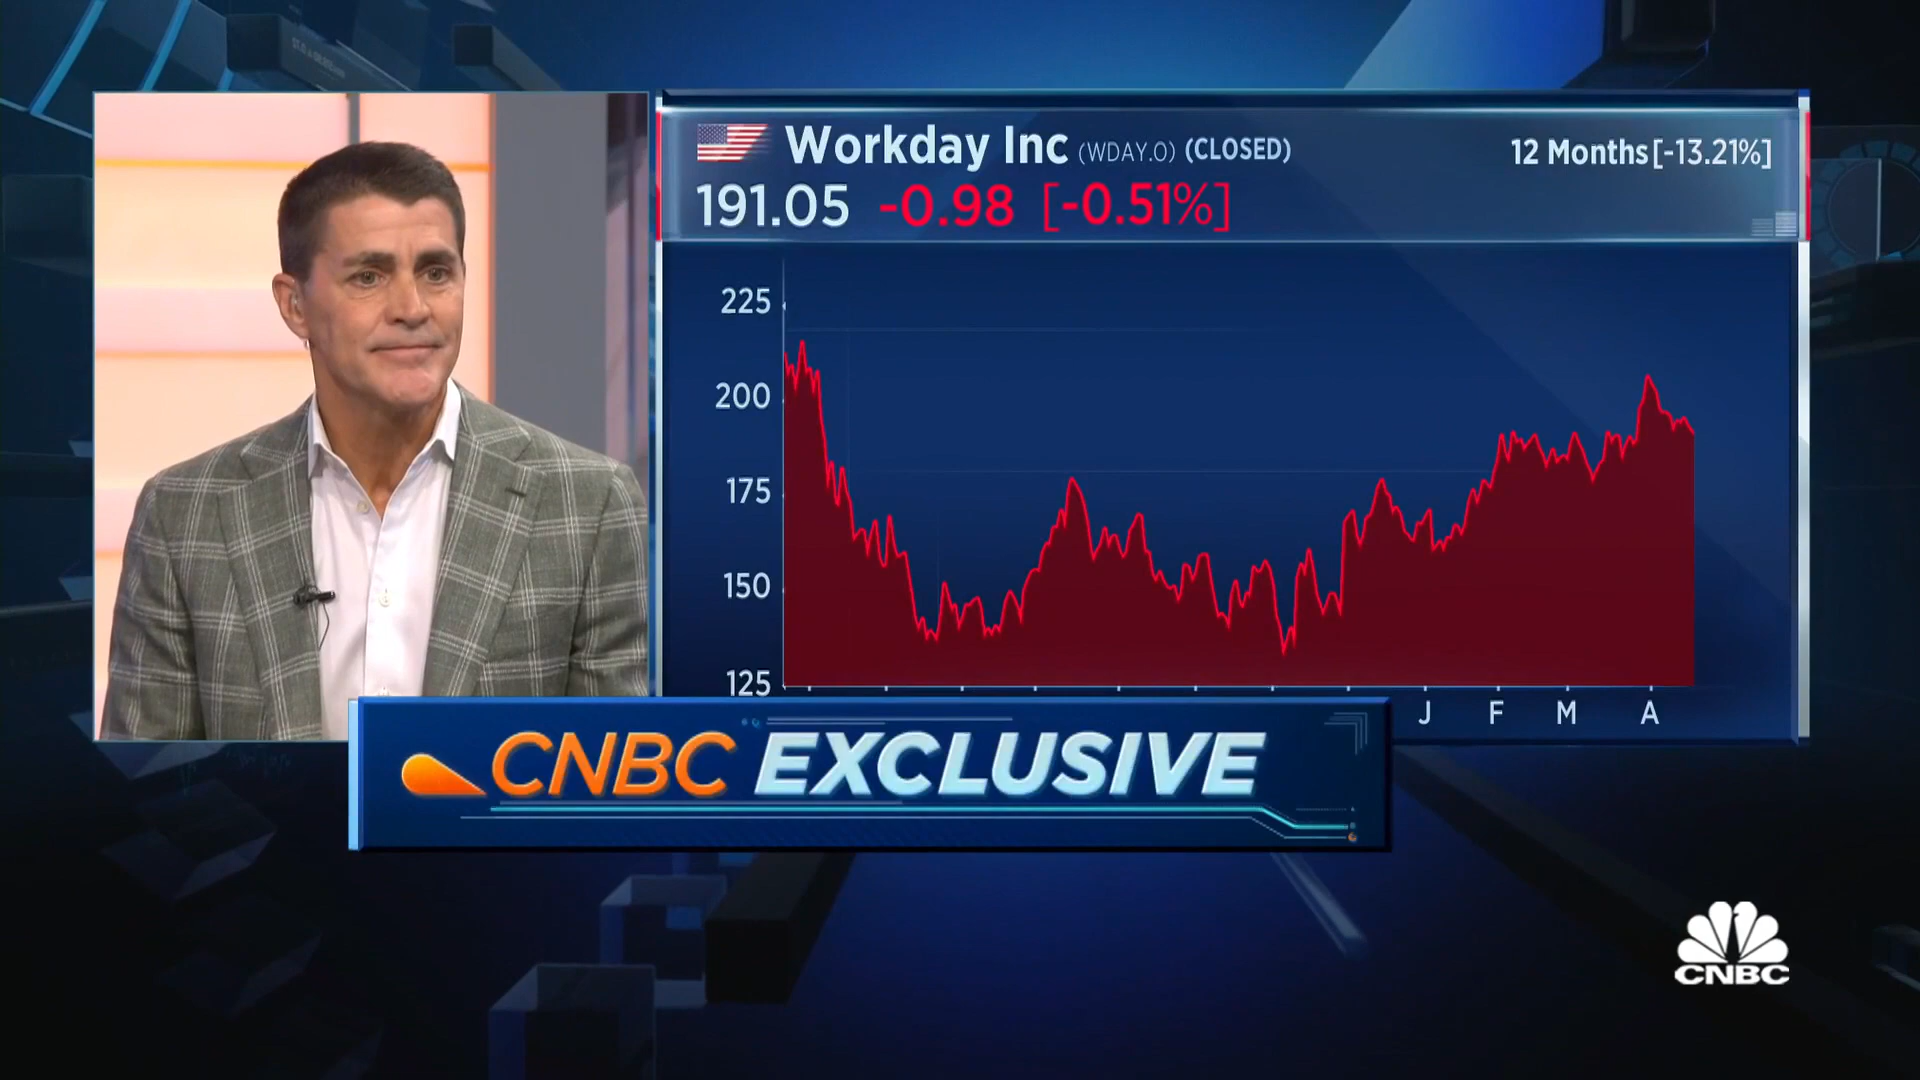 Workday Inc (WDAY.O) (CLOSED)
12 Months [-13.21%]
191.05 -0.98 [-0.51%]
225
200
175
150
125
J F M A
CNBC EXCLUSIVE
CNBC